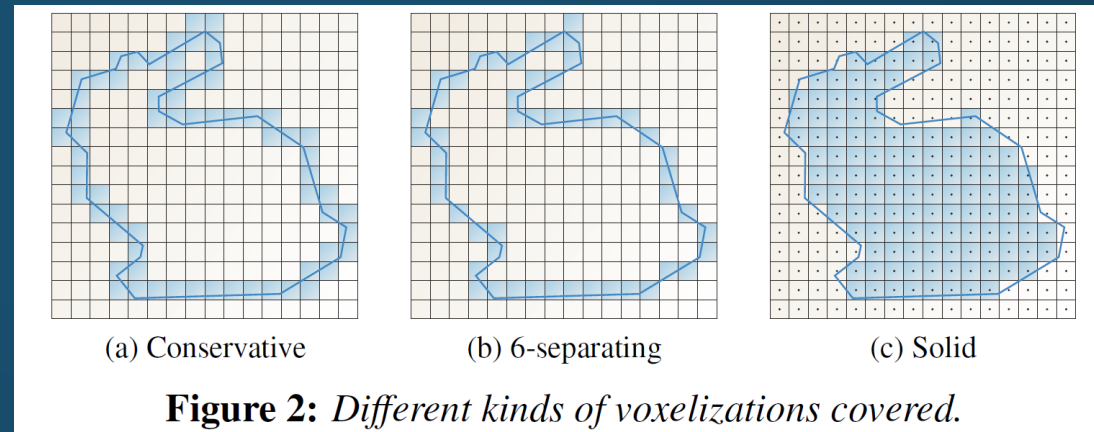 (a) Conservative
(b) 6-separating
(c) Solid
Figure 2: Different kinds of voxelizations covered.